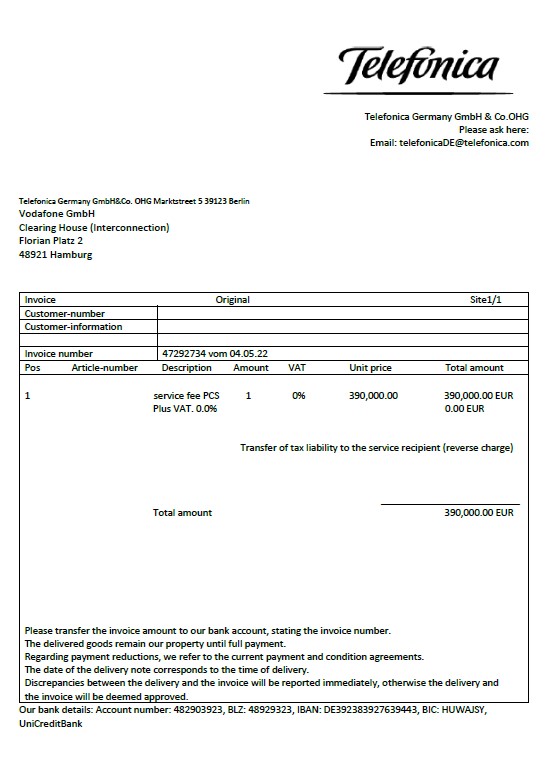 Telefónica
Telefonica Germany GmbH & Co.OHG
Please ask here:
Email: telefonicaDE@telefonica.com
Telefonica Germany GmbH&Co. OHG Marktstreet 5 39123 Berlin
Vodafone GmbH
Clearing House (Interconnection)
Florian Platz 2
48921 Hamburg
Invoice Original Site1/1
Customer-number
Customer-information
Invoice number 47292734 vom 04.05.22
Pos Article-number Description Amount VAT Unit price Total amount
1 service fee PCS 1 0% 390,000.00 390,000.00 EUR
Plus VAT. 0.0% 0.00 EUR
Transfer of tax liability to the service recipient (reverse charge)
Total amount 390,000.00 EUR
Please transfer the invoice amount to our bank account, stating the invoice number.
The delivered goods remain our property until full payment.
Regarding payment reductions, we refer to the current payment and condition agreements.
The date of the delivery note corresponds to the time of delivery.
Discrepancies between the delivery and the invoice will be reported immediately, otherwise the delivery and
the invoice will be deemed approved.
Our bank details: Account number: 482903923, BLZ: 48929323, IBAN: DE392383927639443, BIC: HUWAJSY,
UniCreditBank